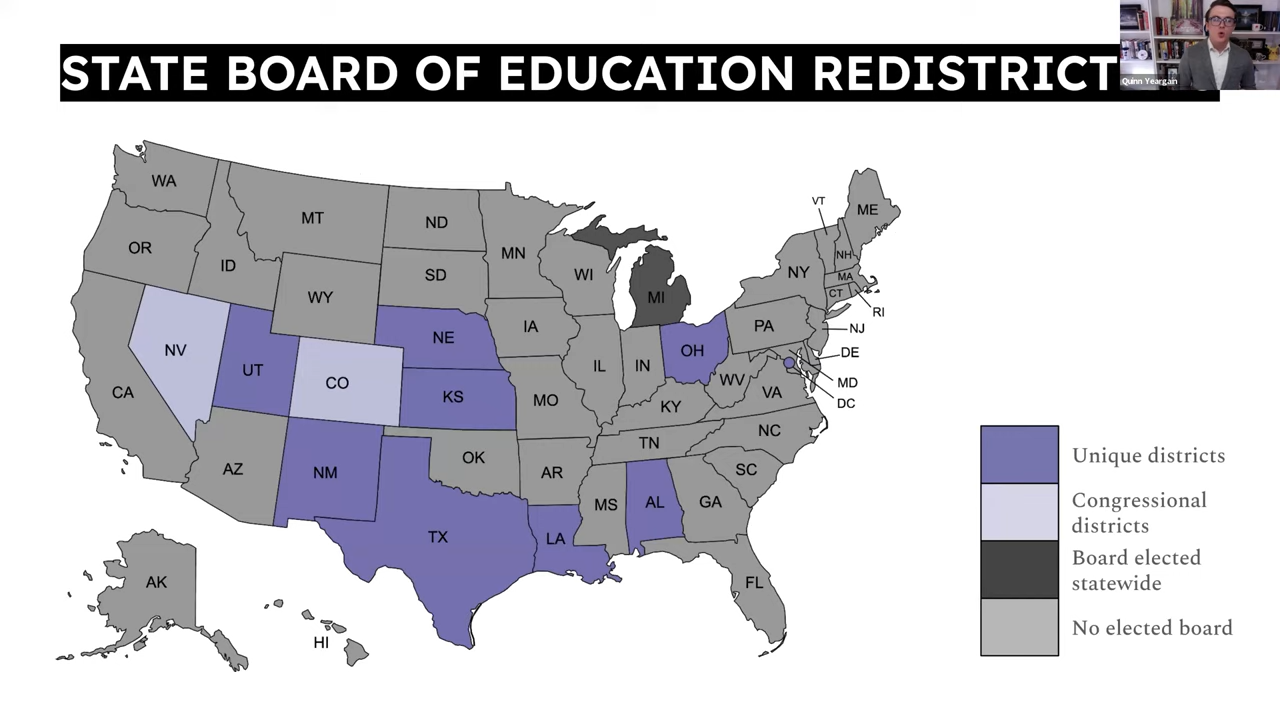 STATE BOARD OF EDUCATION REDISTRICT
Quinn Yeargan
WA
MT
ND
MN
VT
ME
OR
ID
SD
WI
NH
NY
MA
WY
MI
CT
RI
IA
PA
NJ
NE
NV
OH
DE
UT
IL
IN
CO
WV
MD
CA
KS
VA
MO
DC
KY
NC
TN
OK
AZ
NM
AR
SC
MS
AL
GA
TX
LA
AK
FL
HI
Unique districts
Congressional
districts
Board elected
statewide
No elected board